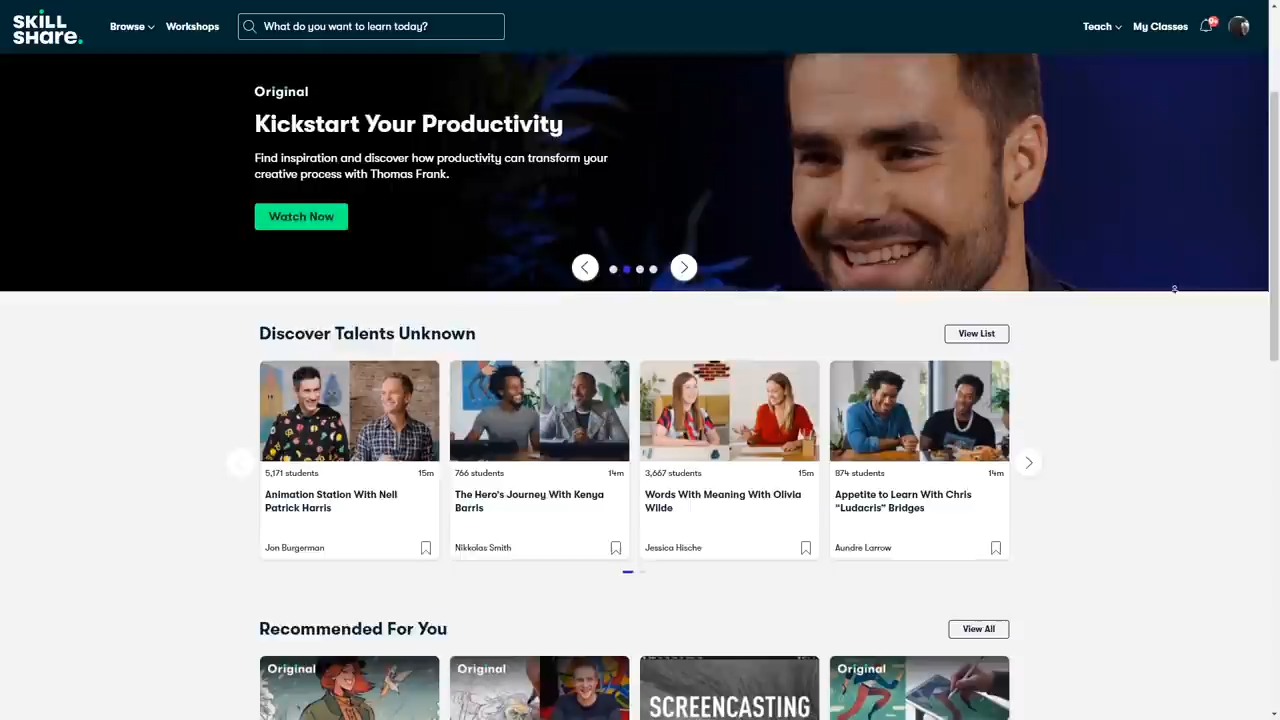 SKILL
SHARE.
Browse
Workshops
What do you want to learn today?
Teach
My Classes
9+
Original
Kickstart Your Productivity
Find inspiration and discover how productivity can transform your
creative process with Thomas Frank.
Watch Now
Discover Talents Unknown
View List
5,171 students
15m
Animation Station With Neil
Patrick Harris
Jon Burgerman
766 students
14m
The Hero's Journey With Kenya
Barris
Nikkolas Smith
3,667 students
15m
Words With Meaning With Olivia
Wilde
Jessica Hische
874 students
14m
Appetite to Learn With Chris
"Ludacris" Bridges
Aundre Larrow
Recommended For You
View All
Original
Original
SCREENCASTING
Original